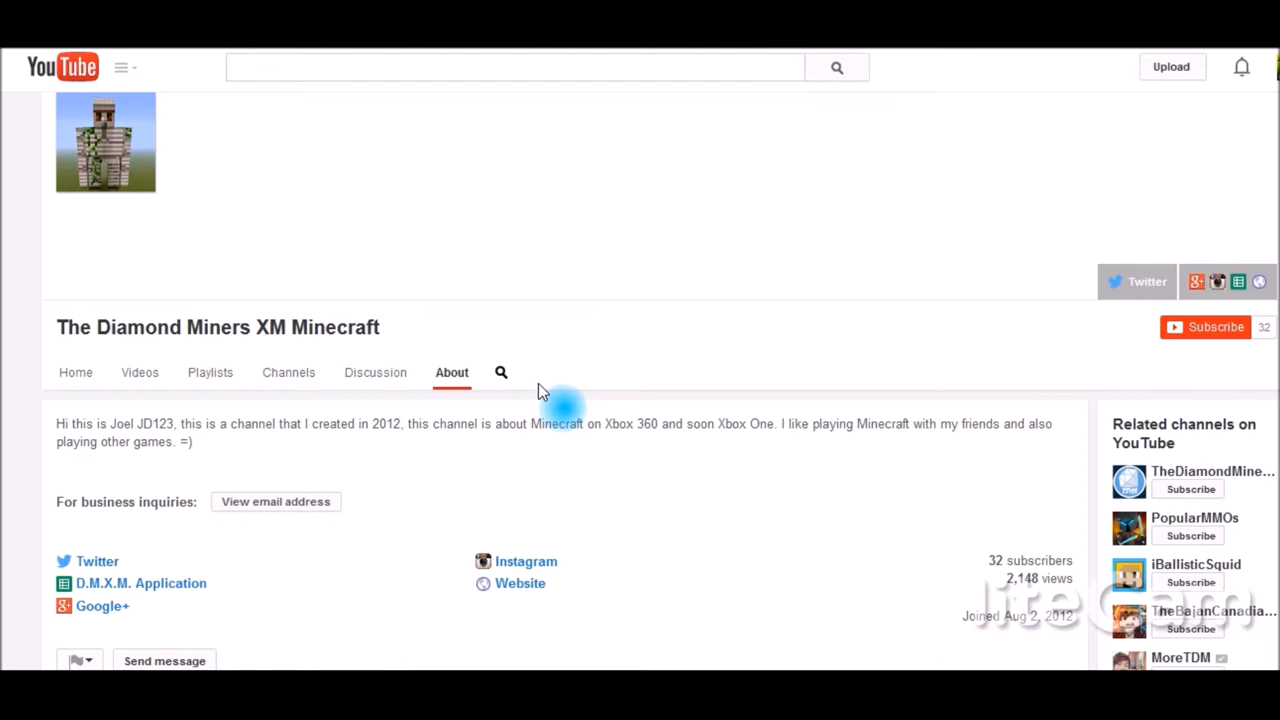 YouTube
Upload
Twitter
The Diamond Miners XM Minecraft
Subscribe 32
Home Videos Playlists Channels Discussion About
Hi this is Joel JD123, this is a channel that I created in 2012, this channel is about Minecraft on Xbox 360 and soon Xbox One. I like playing Minecraft with my friends and also
playing other games. =)
For business inquiries: View email address
Twitter
Instagram
D.M.X.M. Application
Website
Google+
32 subscribers
2,148 views
Joined Aug 2, 2012
Send message
Related channels on
YouTube
TheDiamondMine...
Subscribe
PopularMMOs
Subscribe
iBallisticSquid
Subscribe
TheBajanCanadia...
Subscribe
MoreTDM
liteCam